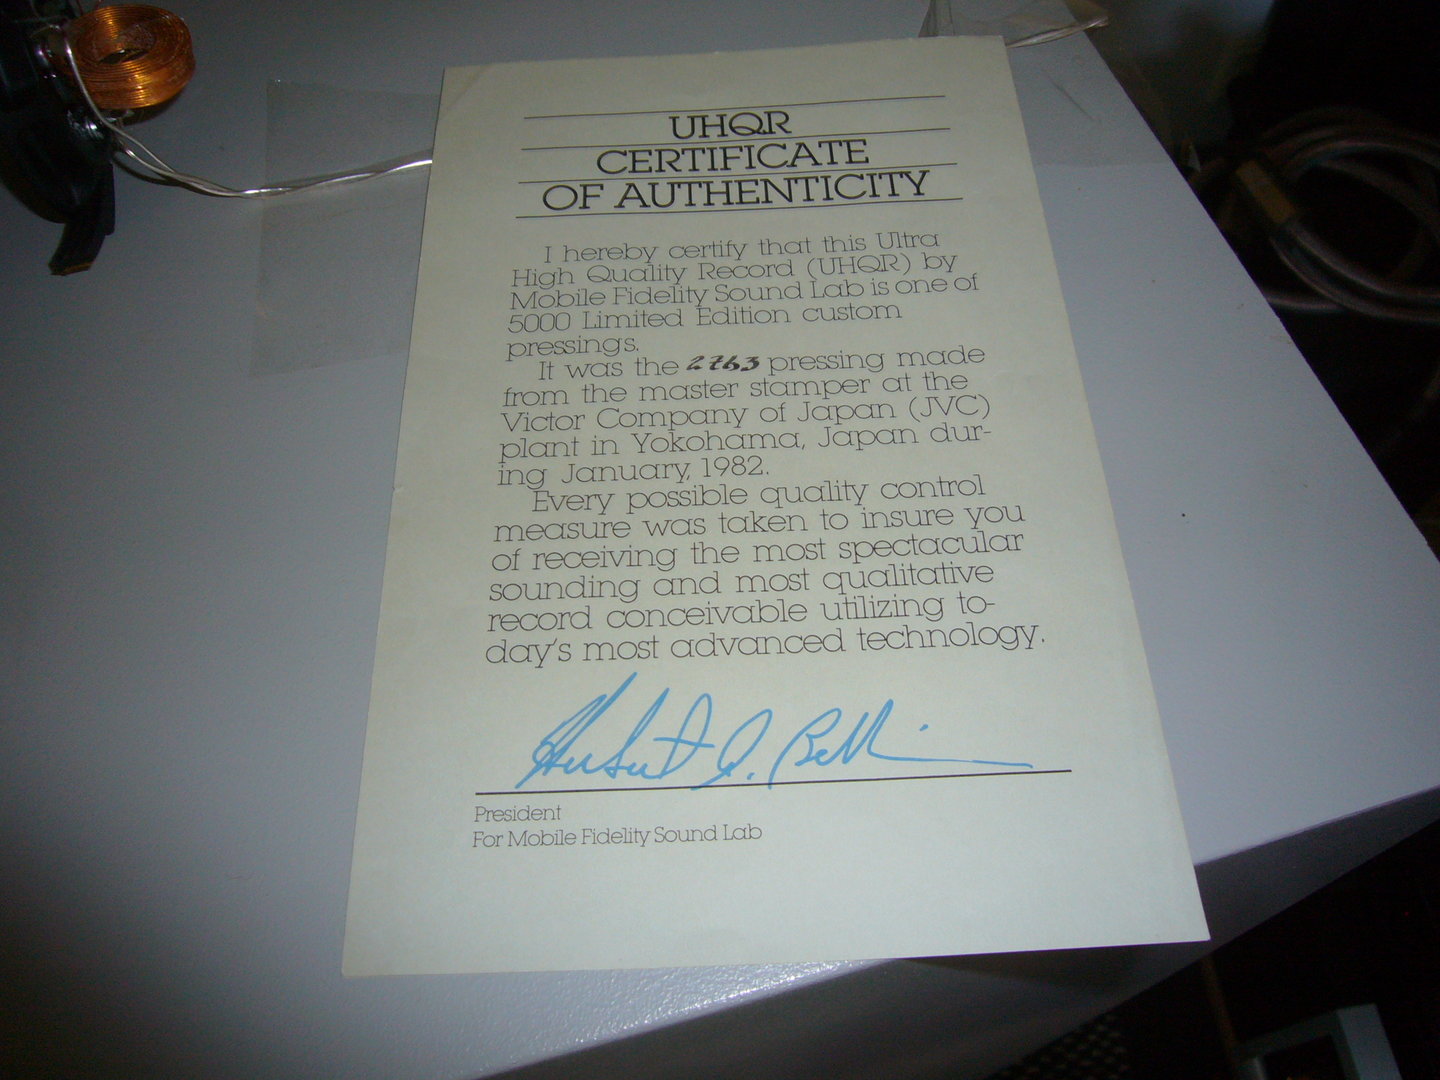 UHQR
CERTIFICATE
OF AUTHENTICITY
I hereby certify that this Ultra
High Quality Record (UHQR) by
Mobile Fidelity Sound Lab is one of
5000 Limited Edition custom
pressings.
It was the 2763 pressing made
from the master stamper at the
Victor Company of Japan (JVC)
plant in Yokohama, Japan dur-
ing January, 1982.
Every possible quality control
measure was taken to insure you
of receiving the most spectacular
sounding and most qualitative
record conceivable utilizing to-
day's most advanced technology.
President
For Mobile Fidelity Sound Lab